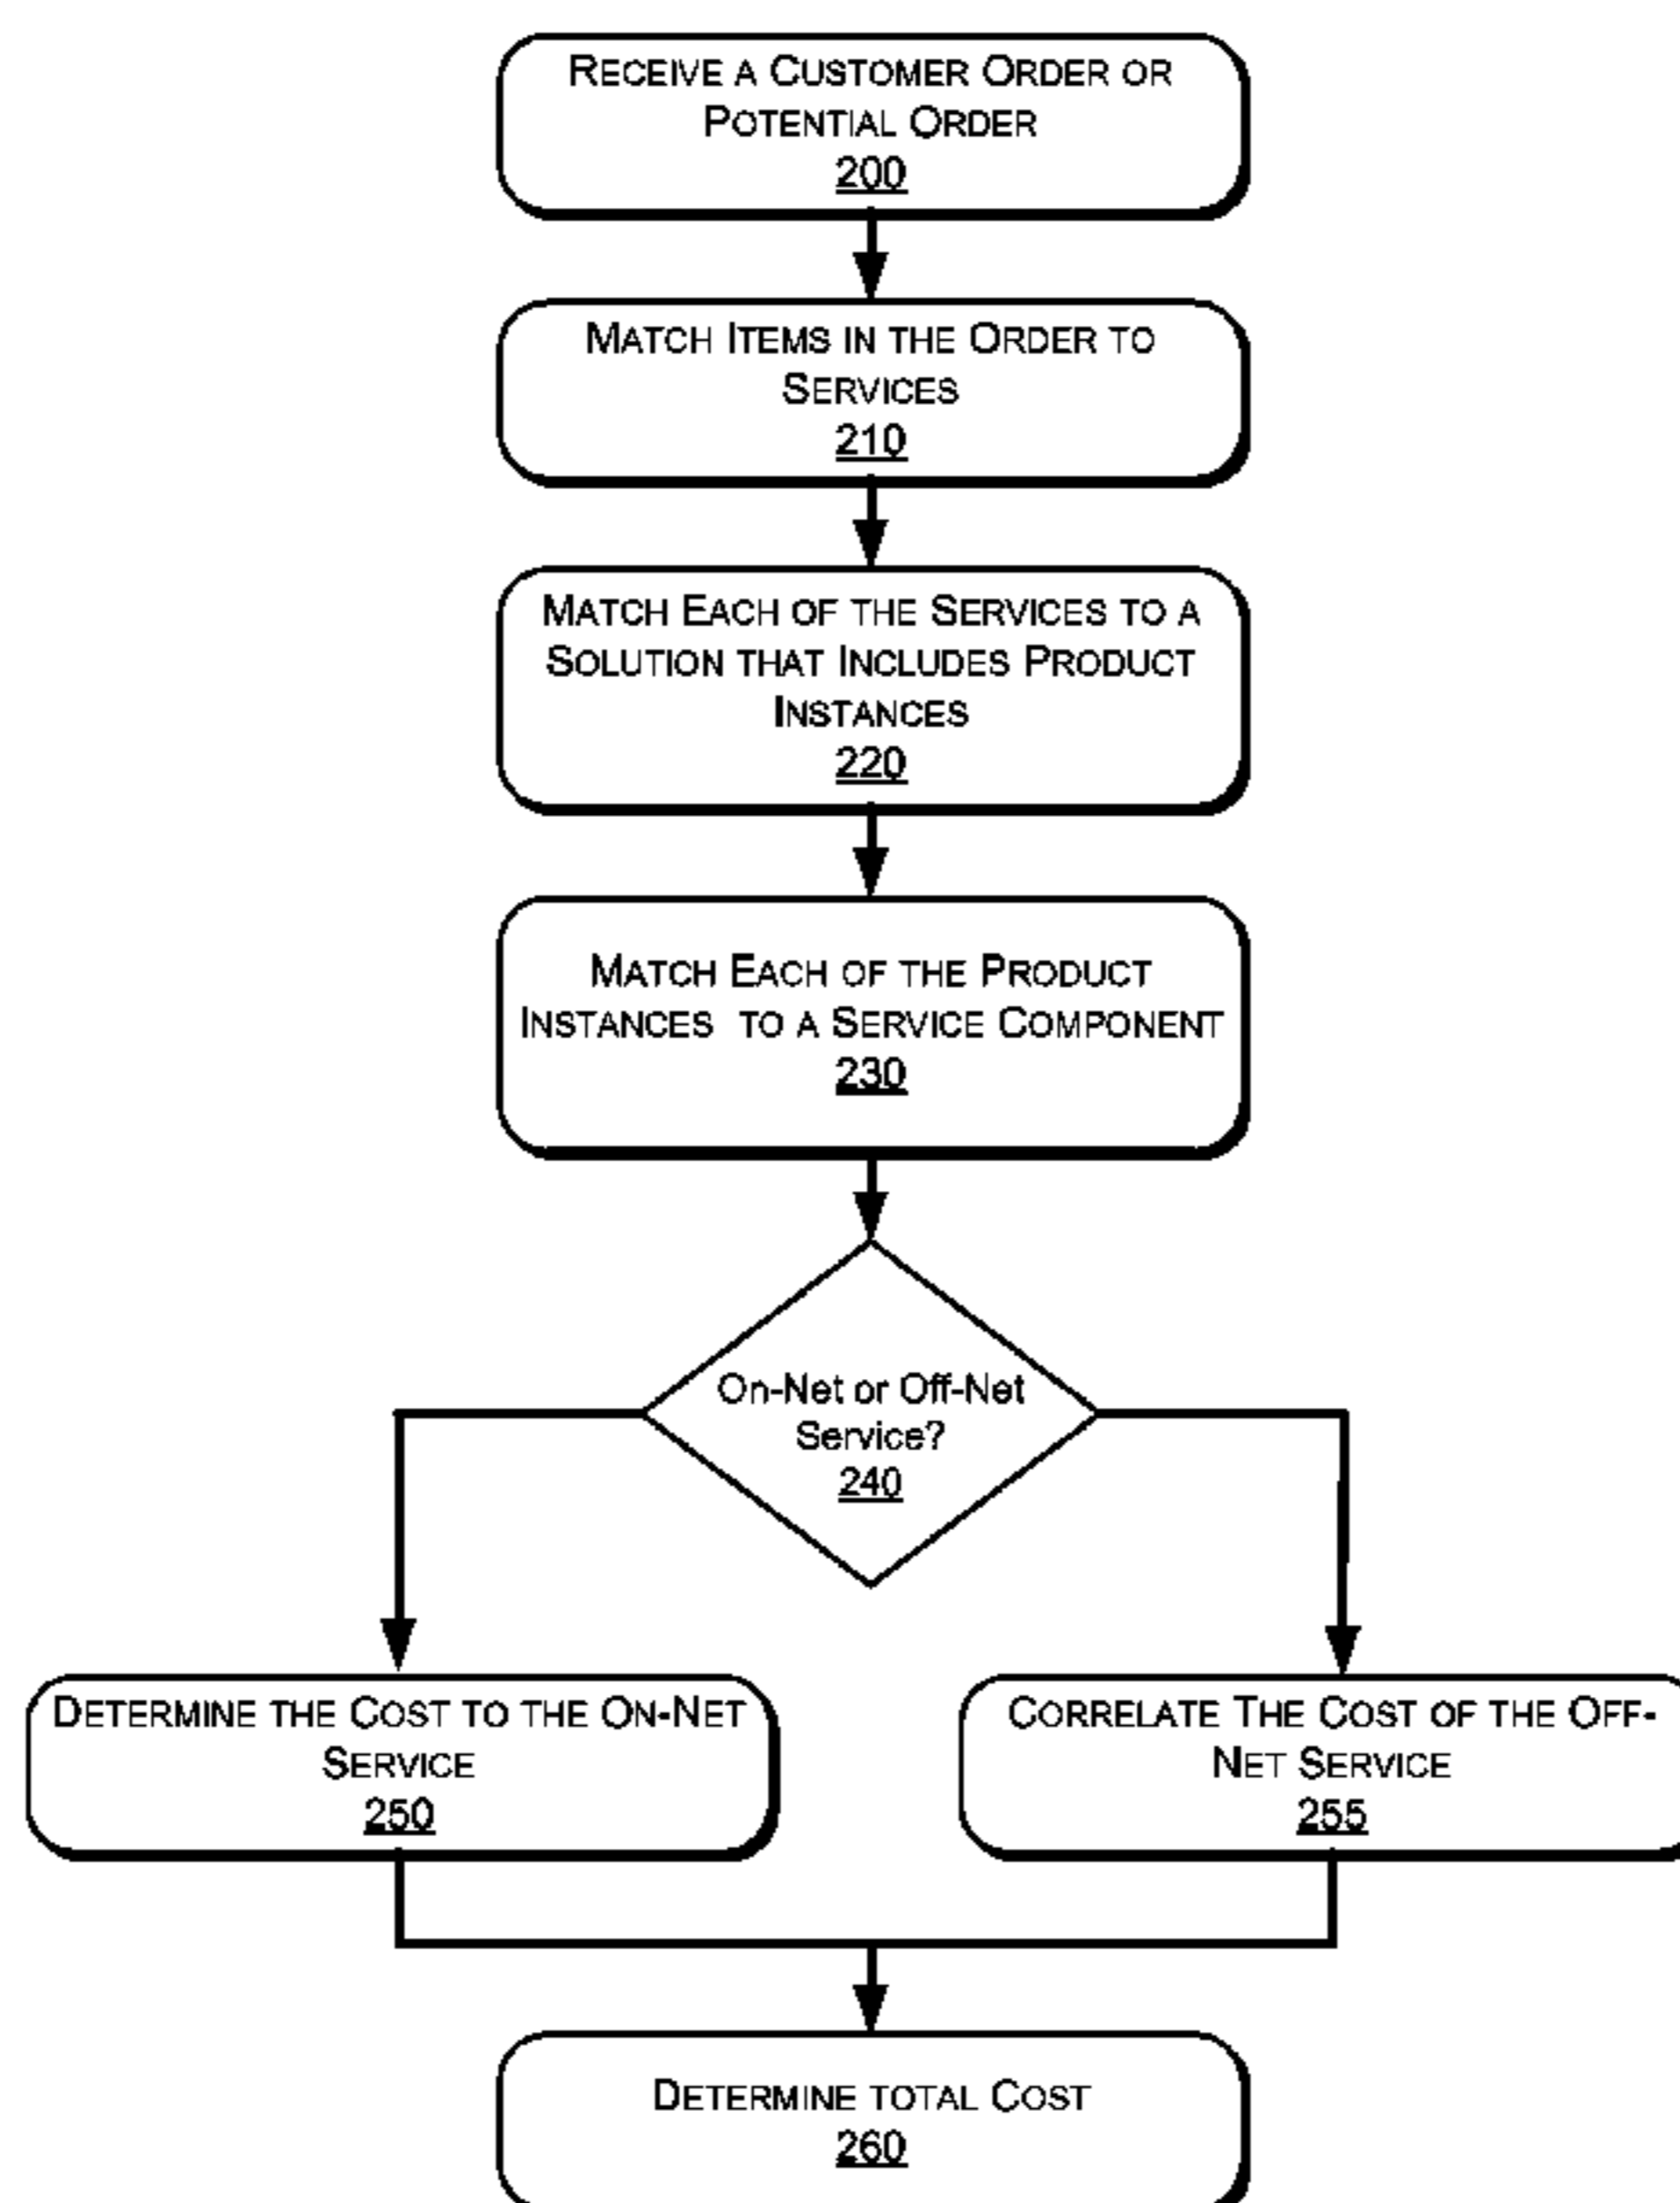 RECEIVE A CUSTOMER ORDER OR
POTENTIAL ORDER
200
MATCH ITEMS IN THE ORDER TO
SERVICES
210
MATCH EACH OF THE SERVICES TO A
SOLUTION THAT INCLUDES PRODUCT
INSTANCES
220
MATCH EACH OF THE PRODUCT
INSTANCES TO A SERVICE COMPONENT
230
On-Net or Off-Net
Service?
240
DETERMINE THE COST TO THE ON-NET
SERVICE
250
CORRELATE THE COST OF THE OFF-
NET SERVICE
255
DETERMINE TOTAL COST
260